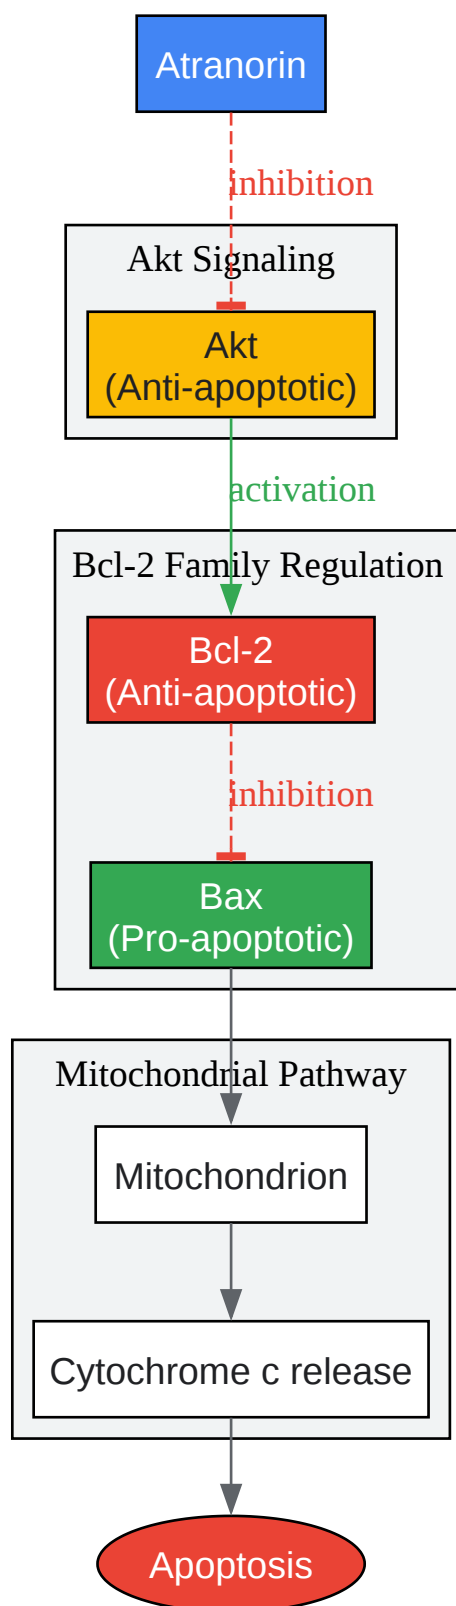 Atranorin
inhibition
Akt Signaling
Akt
(Anti-apoptotic)
activation
Bcl-2 Family Regulation
Bcl-2
(Anti-apoptotic)
inhibition
Bax
(Pro-apoptotic)
Mitochondrial Pathway
Mitochondrion
Cytochrome c release
Apoptosis